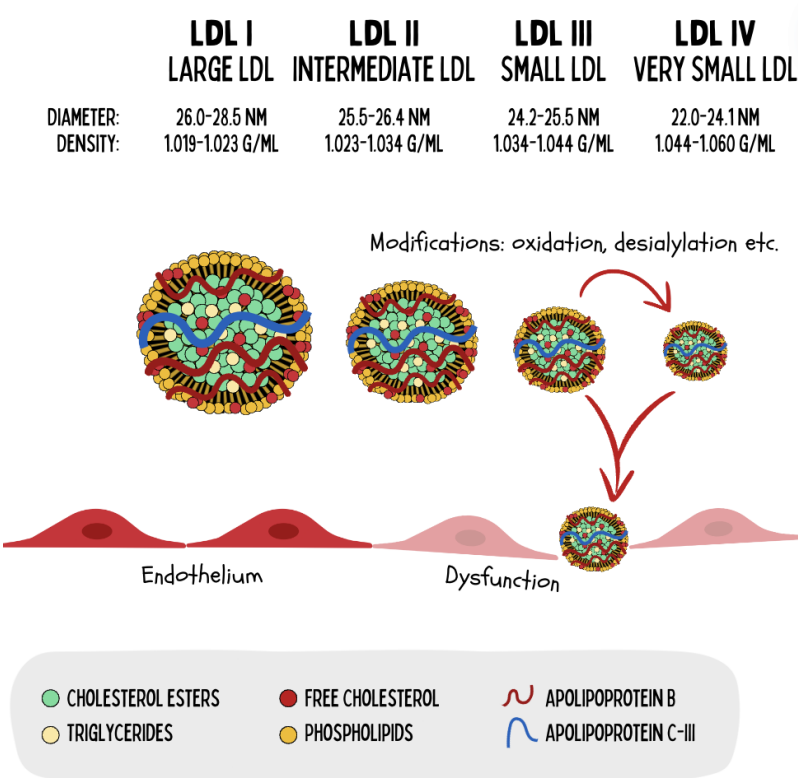 LDL I LDL II LDL III LDL IV
LARGE LDL INTERMEDIATE LDL SMALL LDL VERY SMALL LDL
DIAMETER: 26.0-28.5 NM 25.5-26.4 NM 24.2-25.5 NM 22.0-24.1 NM
DENSITY: 1.019-1.023 G/ML 1.023-1.034 G/ML 1.034-1.044 G/ML 1.044-1.060 G/ML
Modifications: oxidation, desialylation etc.
Endothelium Dysfunction
CHOLESTEROL ESTERS FREE CHOLESTEROL APOLIPOPROTEIN B
TRIGLYCERIDES PHOSPHOLIPIDS APOLIPOPROTEIN C-III